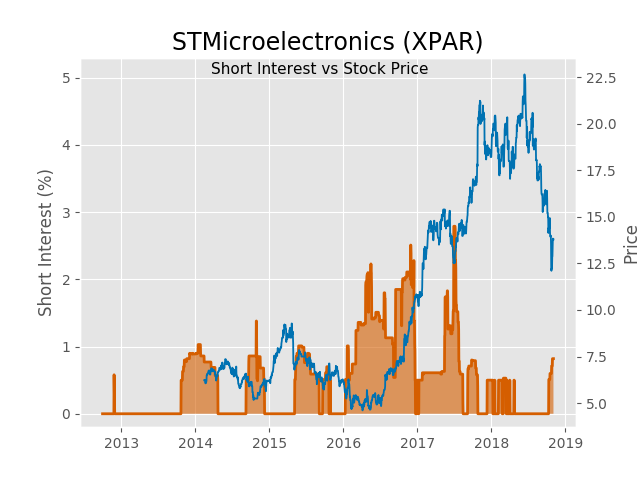 STMicroelectronics (XPAR)
Short Interest vs Stock Price
Short Interest (%)
5
4
3
2
1
0
22.5
20.0
17.5
15.0
12.5
10.0
7.5
5.0
Price
2013 2014 2015 2016 2017 2018 2019